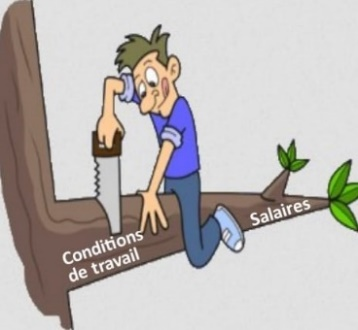 Conditions
de travail
Salaires